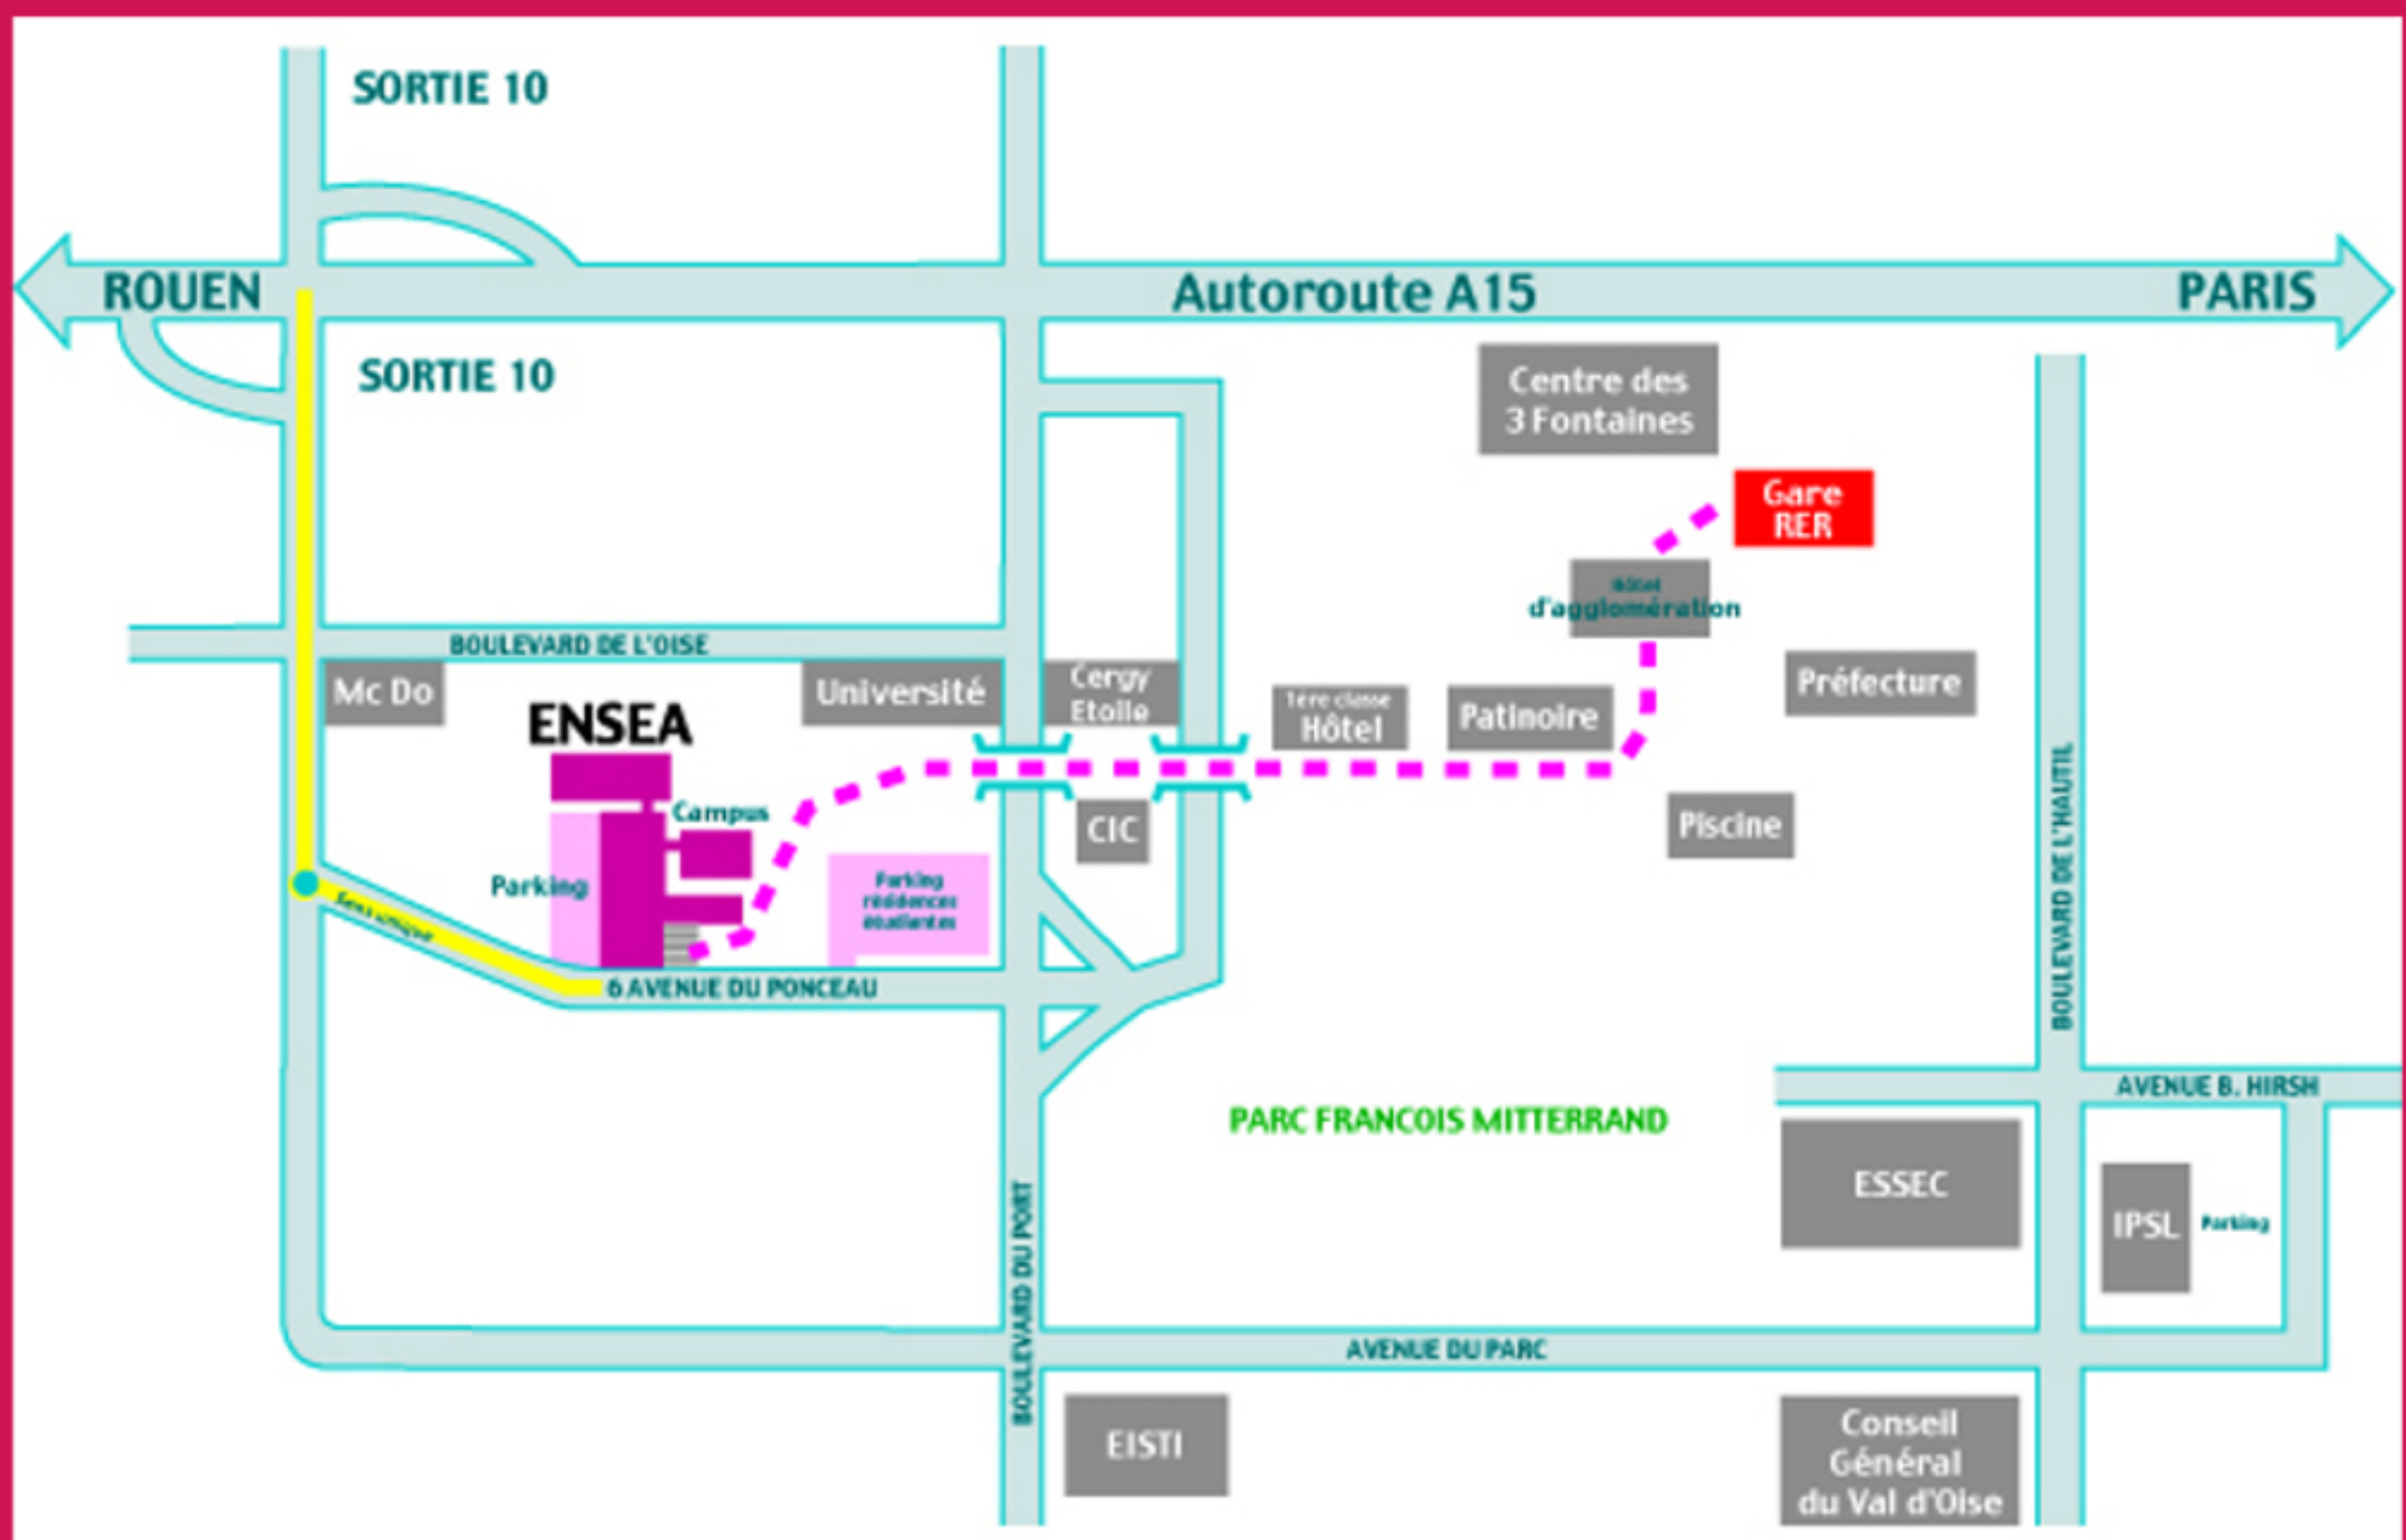 SORTIE 10
ROUEN
Autoroute A15
PARIS
SORTIE 10
Centre des
3 Fontaines
Gare
RER
Hôtel
d'agglomération
BOULEVARD DE L'OISE
Mc Do
Université
Cergy
Etoile
1ère classe
Hôtel
Patinoire
Préfecture
ENSEA
Campus
CIC
Piscine
BOULEVARD DE L'HAUTIL
Parking
Parking
résidences
étudiantes
Sens unique
6 AVENUE DU PONCEAU
AVENUE B. HIRSH
PARC FRANCOIS MITTERRAND
ESSEC
IPSL
Parking
BOULEVARD DU PORT
AVENUE DU PARC
EISTI
Conseil
Général
du Val d'Oise